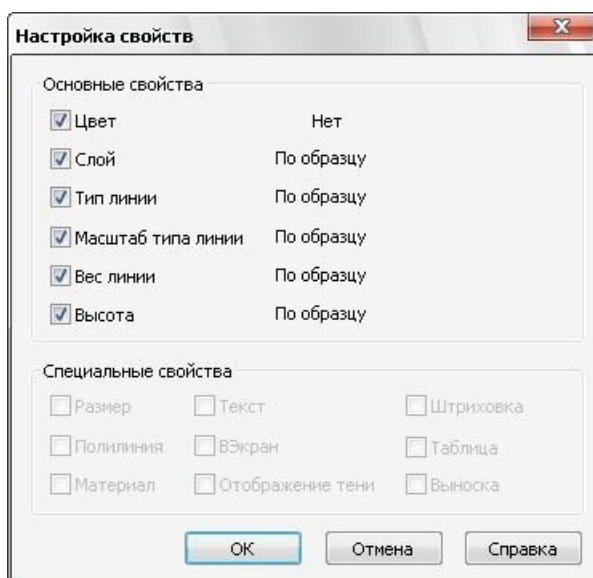 Настройка свойств
Основные свойства
Цвет Нет
Слой По образцу
Тип линии По образцу
Масштаб типа линии По образцу
Вес линии По образцу
Высота По образцу
Специальные свойства
Размер Текст Штриховка
Полилиния ВЭкран Таблица
Материал Отображение тени Выноска
ОК Отмена Справка